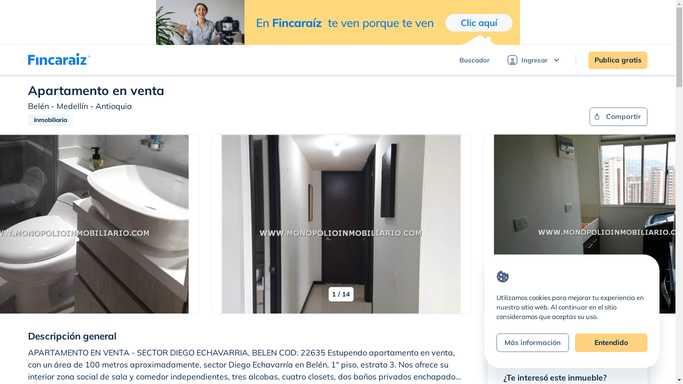 En Fincaraíz te ven porque te ven
Clic aquí
Fincaraíz
Buscador
Ingresar
Publica gratis
Apartamento en venta
Belén - Medellín - Antioquia
Inmobiliaria
Compartir
WWW.MONOPOLIOINMOBILIARIO.COM
WWW.MONOPOLIOINMOBILIARIO.COM
WWW.MONOPOLIOINMOBILIARIO.C
1 / 14
Utilizamos cookies para mejorar tu experiencia en
nuestro sitio web. Al continuar en el sitio
consideramos que aceptas su uso.
Más información
Entendido
Descripción general
APARTAMENTO EN VENTA - SECTOR DIEGO ECHAVARRIA, BELEN COD: 22635 Estupendo apartamento en venta,
con un área de 100 metros aproximadamente, sector Diego Echavarría en Belén, 1° piso, estrato 3. Nos ofrece su
interior zona social de sala y comedor independientes, tres alcobas, cuatro closets, dos baños privados enchapado...
¿Te interesó este inmueble?